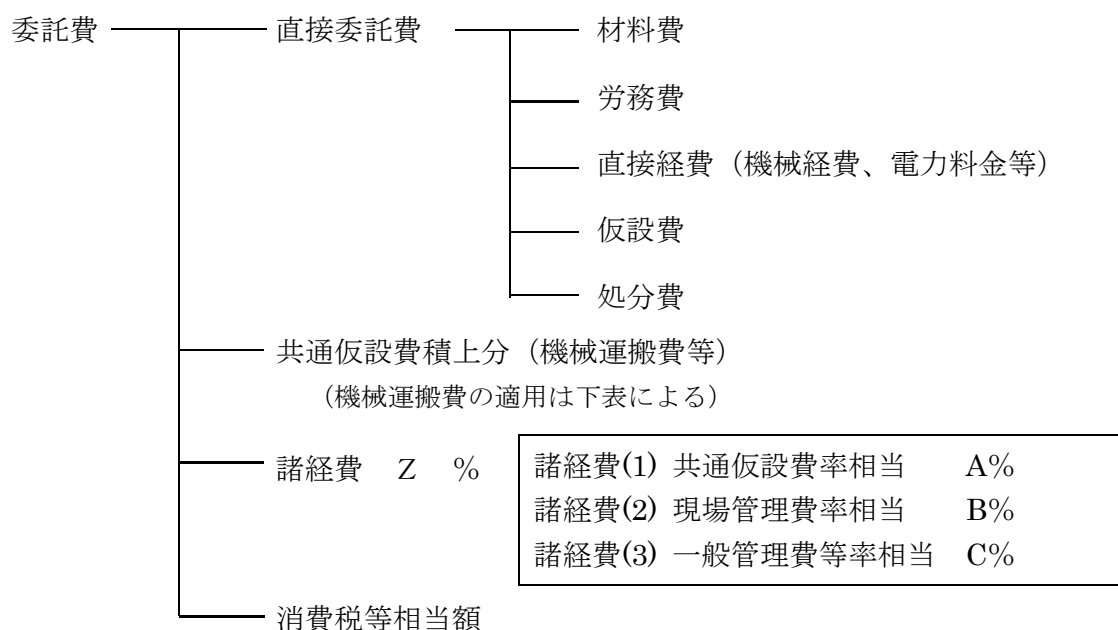 委託費 直接委託費 材料費
労務費
直接経費（機械経費、電力料金等）
仮設費
処分費
共通仮設費積上分（機械運搬費等）
（機械運搬費の適用は下表による）
諸経費 Z %
諸経費(1) 共通仮設費率相当 A%
諸経費(2) 現場管理費率相当 B%
諸経費(3) 一般管理費等率相当 C%
消費税等相当額